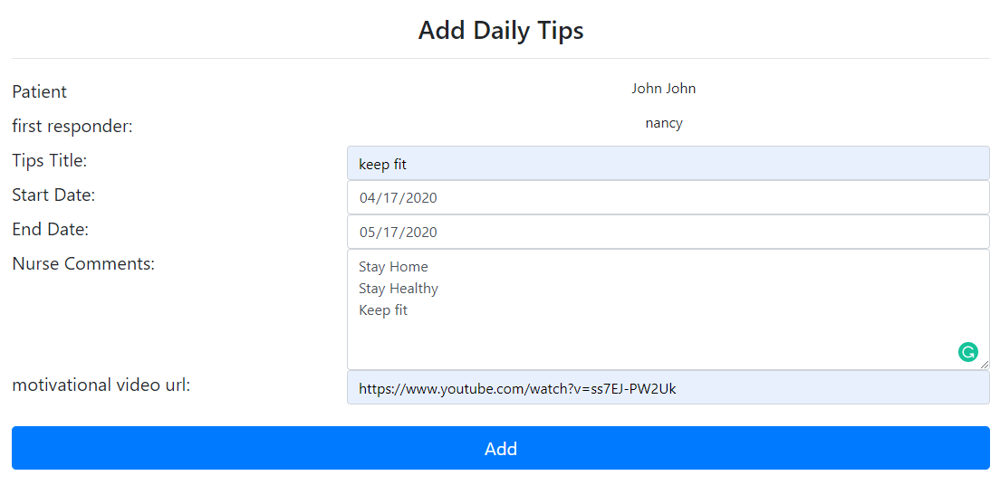 Add Daily Tips
Patient John John
first responder: nancy
Tips Title: keep fit
Start Date: 04/17/2020
End Date: 05/17/2020
Nurse Comments: Stay Home
Stay Healthy
Keep fit
motivational video url: https://www.youtube.com/watch?v=ss7EJ-PW2Uk
Add